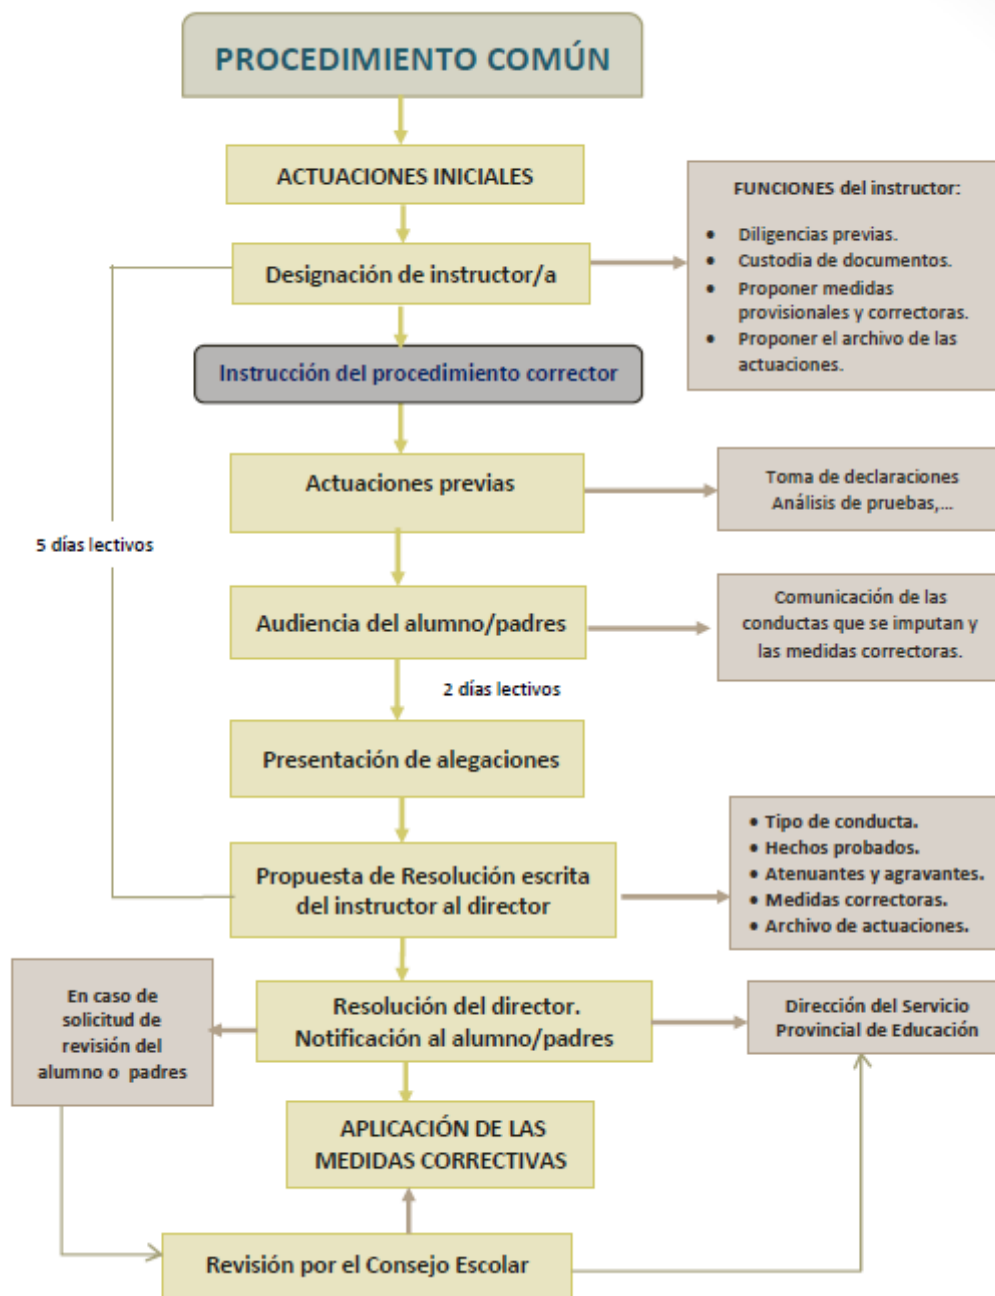 PROCEDIMIENTO COMÚN
ACTUACIONES INICIALES
FUNCIONES del instructor:
• Diligencias previas.
• Custodia de documentos.
• Proponer medidas
provisionales y correctoras.
• Proponer el archivo de las
actuaciones.
Designación de instructor/a
Instrucción del procedimiento corrector
Actuaciones previas
Toma de declaraciones
Análisis de pruebas,...
5 días lectivos
Audiencia del alumno/padres
Comunicación de las
conductas que se imputan y
las medidas correctoras.
2 días lectivos
Presentación de alegaciones
Propuesta de Resolución escrita
del instructor al director
• Tipo de conducta.
• Hechos probados.
• Atenuantes y agravantes.
• Medidas correctoras.
• Archivo de actuaciones.
En caso de
solicitud de
revisión del
alumno o padres
Resolución del director.
Notificación al alumno/padres
Dirección del Servicio
Provincial de Educación
APLICACIÓN DE LAS
MEDIDAS CORRECTIVAS
Revisión por el Consejo Escolar